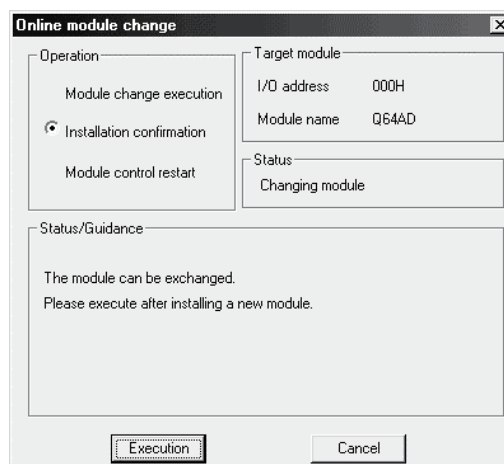 Online module change
Operation
Module change execution
Installation confirmation
Module control restart
Target module
I/O address 000H
Module name Q64AD
Status
Changing module
Status/Guidance
The module can be exchanged.
Please execute after installing a new module.
Execution
Cancel